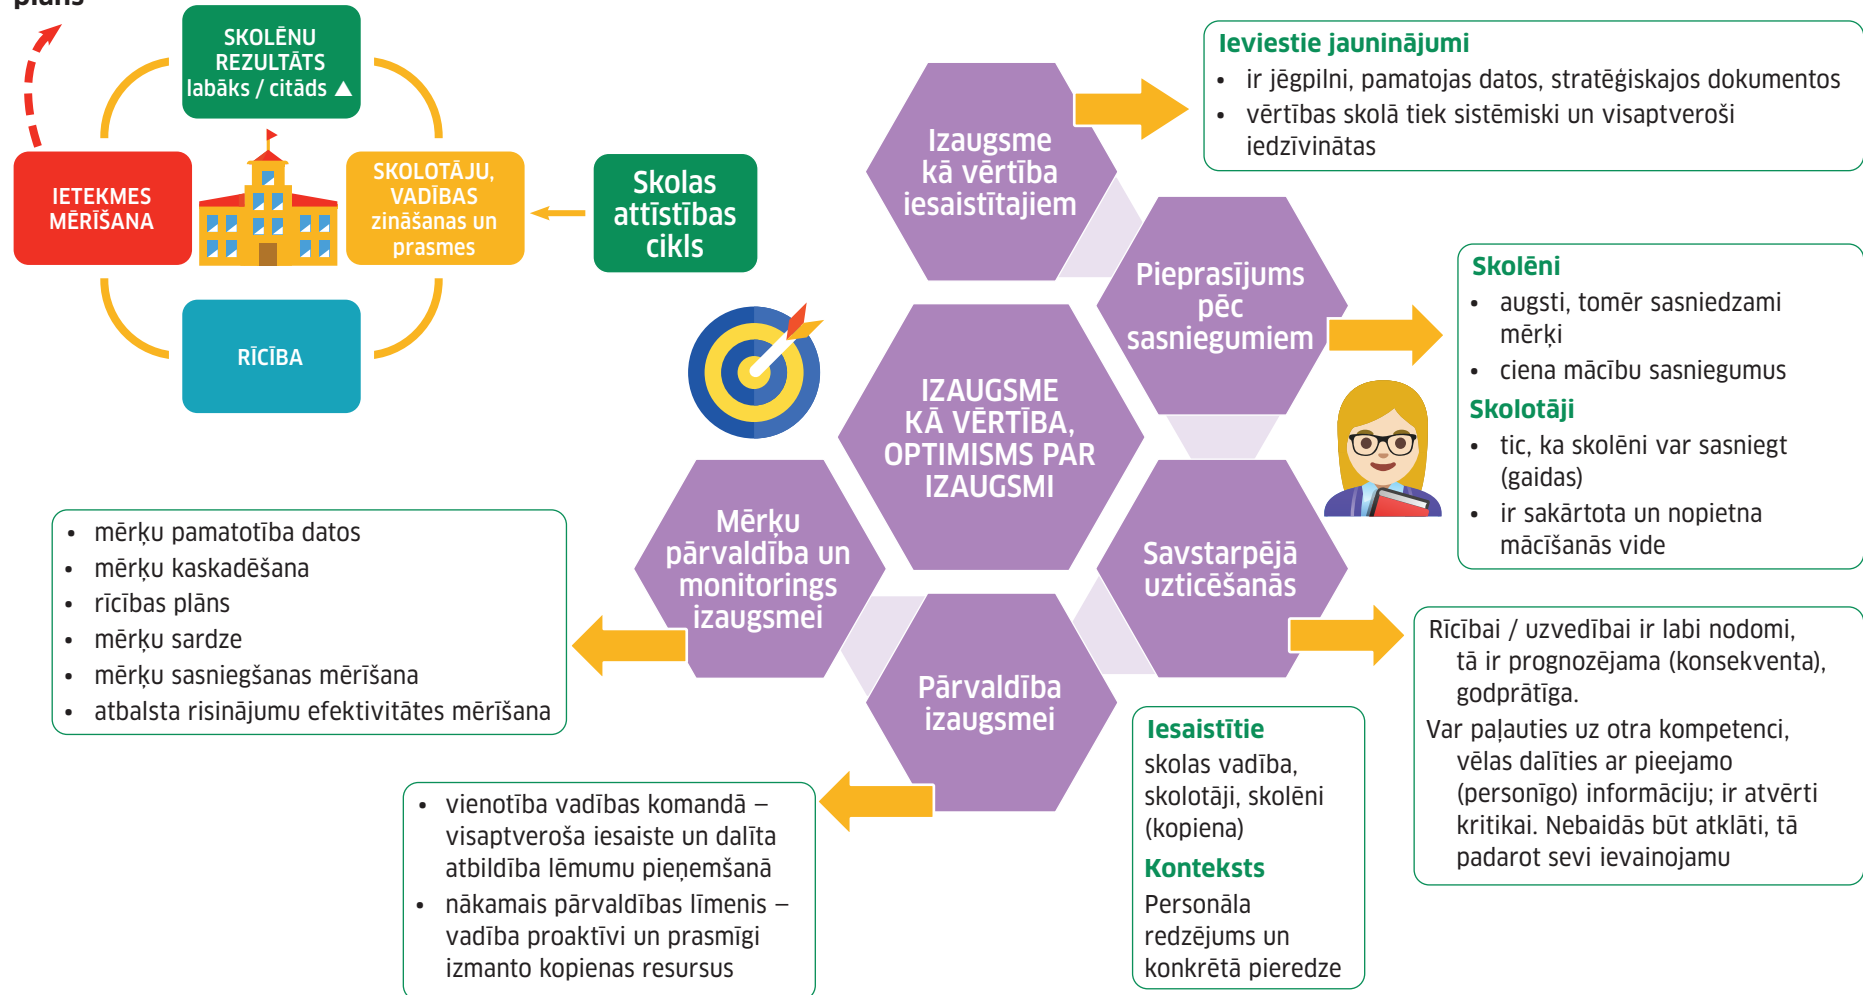 plāns
SKOLĒNU
REZULTĀTS
labāks / citāds ▲
IETEKMES
MĒRĪŠANA
SKOLOTĀJU,
VADĪBAS
zināšanas un
prasmes
RĪCĪBA
Skolas
attīstības
cikls
Izaugsme
kā vērtība
iesaistītajiem
Ieviestie jauninājumi
• ir jēgpilni, pamatojas datos, stratēģiskajos dokumentos
• vērtības skolā tiek sistēmiski un visaptveroši
iedzīvinātas
Pieprasījums
pēc
sasniegumiem
Skolēni
• augsti, tomēr sasniedzami
mērķi
• ciena mācību sasniegumus
Skolotāji
• tic, ka skolēni var sasniegt
(gaidas)
• ir sakārtota un nopietna
mācīšanās vide
IZAUGSME
KĀ VĒRTĪBA,
OPTIMISMS PAR
IZAUGSMI
Mērķu
pārvaldība un
monitorings
izaugsmei
• mērķu pamatotība datos
• mērķu kaskadēšana
• rīcības plāns
• mērķu sardze
• mērķu sasniegšanas mērīšana
• atbalsta risinājumu efektivitātes mērīšana
Savstarpējā
uzticēšanās
Rīcībai / uzvedībai ir labi nodomi,
tā ir prognozējama (konsekventa),
godprātīga.
Var paļauties uz otra kompetenci,
vēlas dalīties ar pieejamo
(personīgo) informāciju; ir atvērti
kritikai. Nebaidās būt atklāti, tā
padarot sevi ievainojamu
Pārvaldība
izaugsmei
• vienotība vadības komandā –
visaptveroša iesaiste un dalīta
atbildība lēmumu pieņemšanā
• nākamais pārvaldības līmenis –
vadība proaktīvi un prasmīgi
izmanto kopienas resursus
Iesaistītie
skolas vadība,
skolotāji, skolēni
(kopiena)
Konteksts
Personāla
redzējums un
konkrētā pieredze